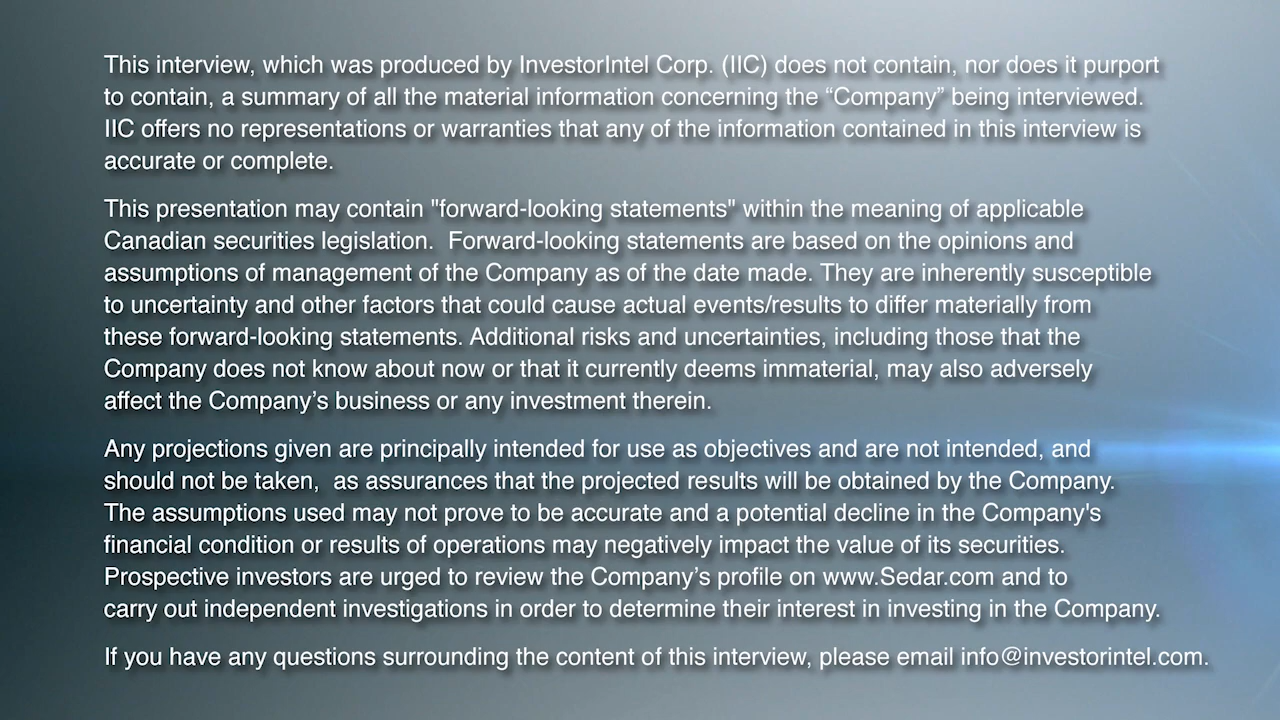 This interview, which was produced by InvestorIntel Corp. (IIC) does not contain, nor does it purport
to contain, a summary of all the material information concerning the “Company” being interviewed.
IIC offers no representations or warranties that any of the information contained in this interview is
accurate or complete.
This presentation may contain "forward-looking statements" within the meaning of applicable
Canadian securities legislation.  Forward-looking statements are based on the opinions and
assumptions of management of the Company as of the date made. They are inherently susceptible
to uncertainty and other factors that could cause actual events/results to differ materially from
these forward-looking statements. Additional risks and uncertainties, including those that the
Company does not know about now or that it currently deems immaterial, may also adversely
affect the Company’s business or any investment therein.
Any projections given are principally intended for use as objectives and are not intended, and
should not be taken,  as assurances that the projected results will be obtained by the Company.
The assumptions used may not prove to be accurate and a potential decline in the Company's
financial condition or results of operations may negatively impact the value of its securities.
Prospective investors are urged to review the Company’s profile on www.Sedar.com and to
carry out independent investigations in order to determine their interest in investing in the Company.
If you have any questions surrounding the content of this interview, please email info@investorintel.com.